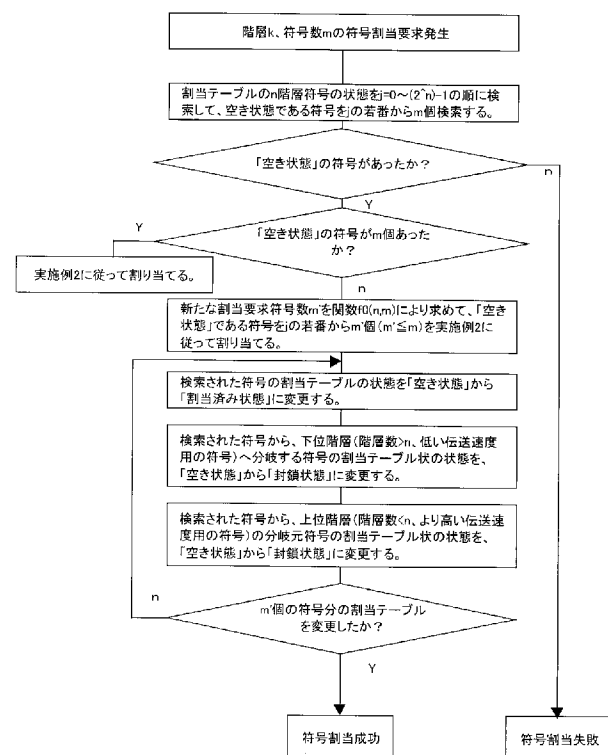 階層k、符号数mの符号割当要求発生
割当テーブルのn階層符号の状態をj=0～(2^n)-1の順に検
索して、空き状態である符号をjの若番からm個検索する。
「空き状態」の符号があったか？
n
Y
「空き状態」の符号がm個あった
か？
Y
n
実施例2に従って割り当てる。
新たな割当要求符号数m'を関数f0(n,m)により求めて、「空き
状態」である符号をjの若番からm'個(m'≦m)を実施例2に
従って割り当てる。
検索された符号の割当テーブルの状態を「空き状態」から
「割当済み状態」に変更する。
検索された符号から、下位階層(階層数>n、低い伝送速度
用の符号)へ分岐する符号の割当テーブル状の状態を、
「空き状態」から「封鎖状態」に変更する。
検索された符号から、上位階層(階層数<n、より高い伝送速
度用の符号)の分岐元符号の割当テーブル状の状態を、
「空き状態」から「封鎖状態」に変更する。
n
m'個の符号分の割当テーブル
を変更したか？
Y
符号割当成功
符号割当失敗